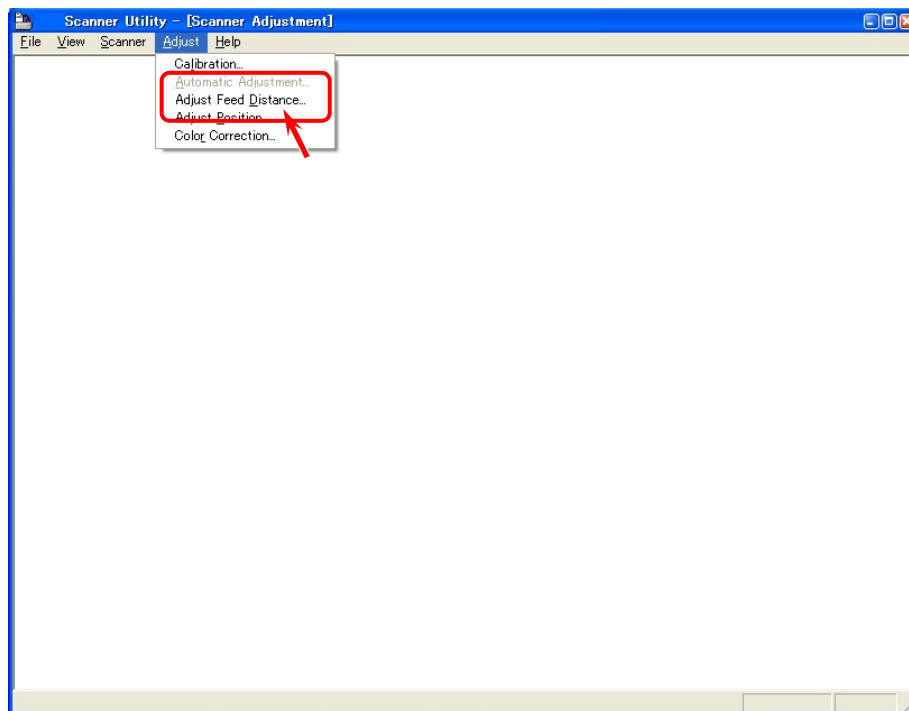 Scanner Utility - [Scanner Adjustment]
File View Scanner Adjust Help
Calibration...
Automatic Adjustment...
Adjust Feed Distance...
Adjust Position...
Color Correction...